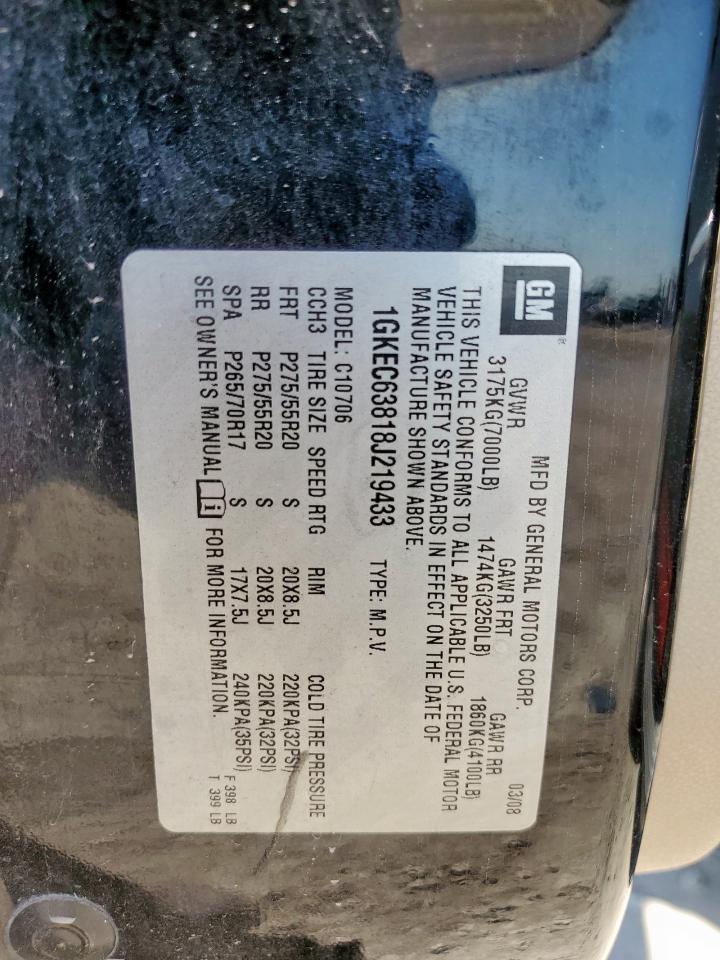 GM®
MFD BY GENERAL MOTORS CORP. 03/08
GVWR GAWR FRT GAWR RR
3175KG(7000LB) 1474KG(3250LB) 1860KG(4100LB)
THIS VEHICLE CONFORMS TO ALL APPLICABLE U.S. FEDERAL MOTOR
VEHICLE SAFETY STANDARDS IN EFFECT ON THE DATE OF
MANUFACTURE SHOWN ABOVE.
1GKEC63818J219433 TYPE: M.P.V.
MODEL: C10706
CCH3 TIRE SIZE SPEED RTG RIM COLD TIRE PRESSURE
FRT P275/55R20 S 20X8.5J 220KPA(32PSI)
RR P275/55R20 S 20X8.5J 220KPA(32PSI)
SPA P265/70R17 S 17X7.5J 240KPA(35PSI)
SEE OWNER'S MANUAL i FOR MORE INFORMATION.
F 398 LB
T 399 LB